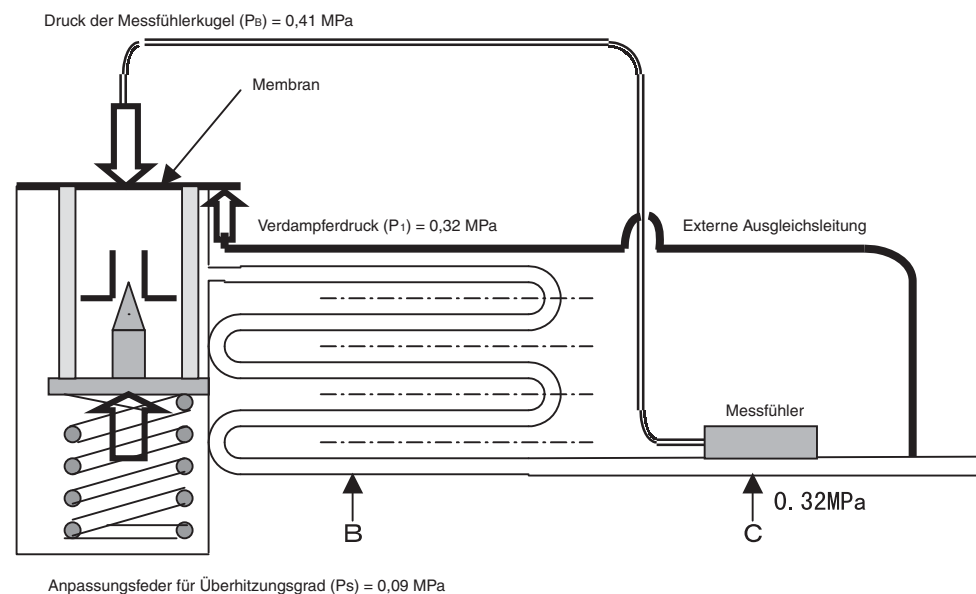 Druck der Messfühlerkugel (PB) = 0,41 MPa
Membran
Verdampferdruck (P1) = 0,32 MPa
Externe Ausgleichsleitung
Messfühler
0.32MPa
B
C
Anpassungsfeder für Überhitzungsgrad (Ps) = 0,09 MPa